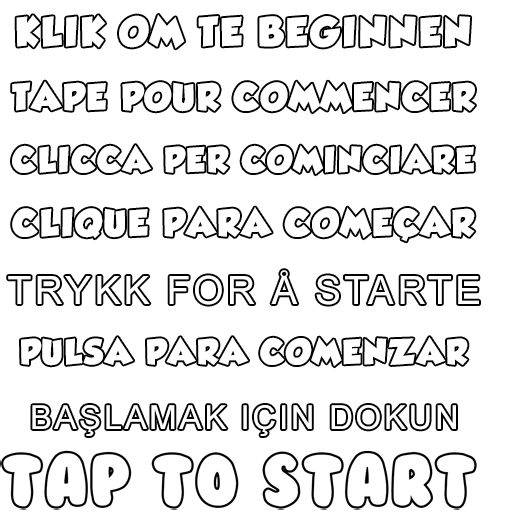 KLIK OM TE BEGINNEN
TAPE POUR COMMENCER
CLICCA PER COMINCIARE
CLIQUE PARA COMEÇAR
TRYKK FOR Å STARTE
PULSA PARA COMENZAR
BAŞLAMAK IÇIN DOKUN
TAP TO START